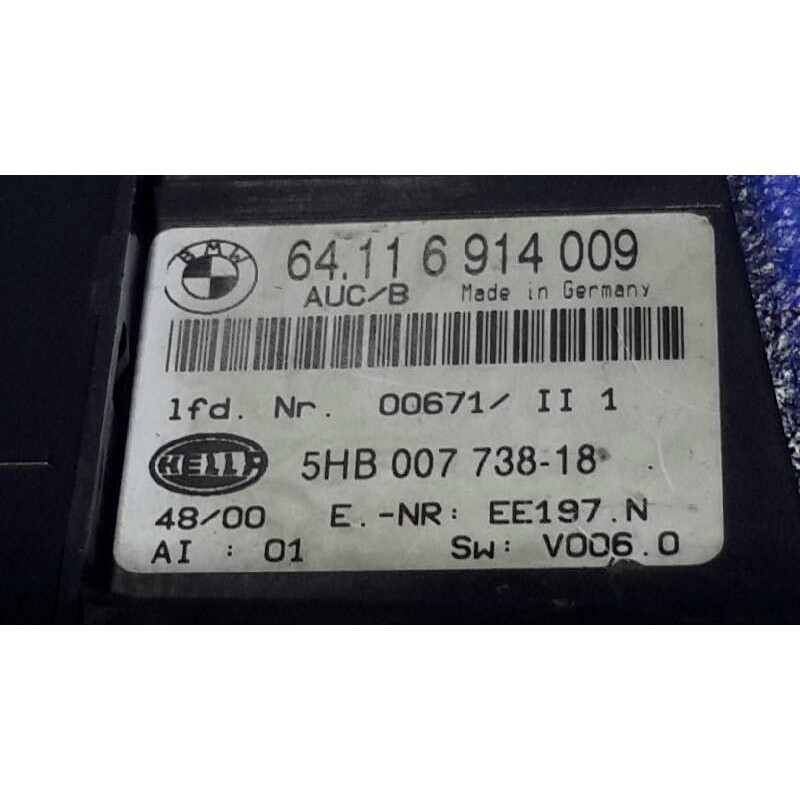 BMW
64.11 6 914 009
AUC/B Made in Germany
lfd. Nr. 00671/ II 1
HELLA 5HB 007 738-18
48/00 E.-NR: EE197.N
AI : 01 SW: V006.0